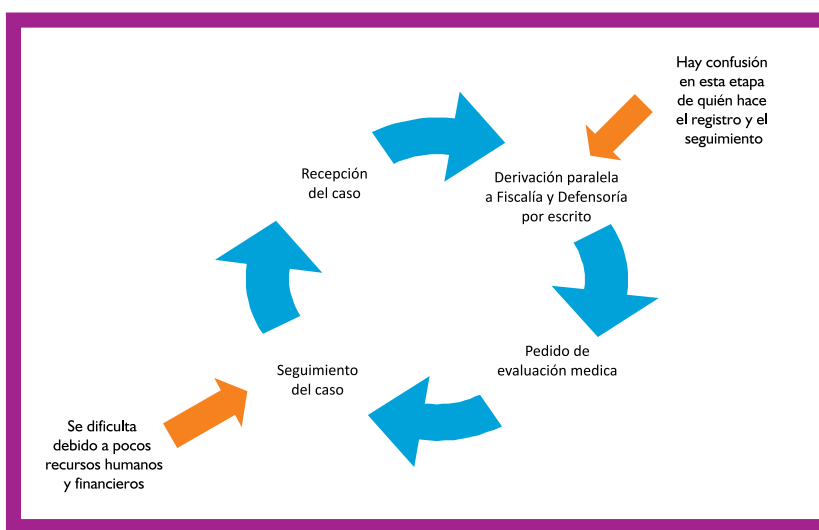 Hay confusión
en esta etapa
de quién hace
el registro y el
seguimiento
Recepción
del caso
Derivación paralela
a Fiscalía y Defensoría
por escrito
Pedido de
evaluación medica
Seguimiento
del caso
Se dificulta
debido a pocos
recursos humanos
y financieros